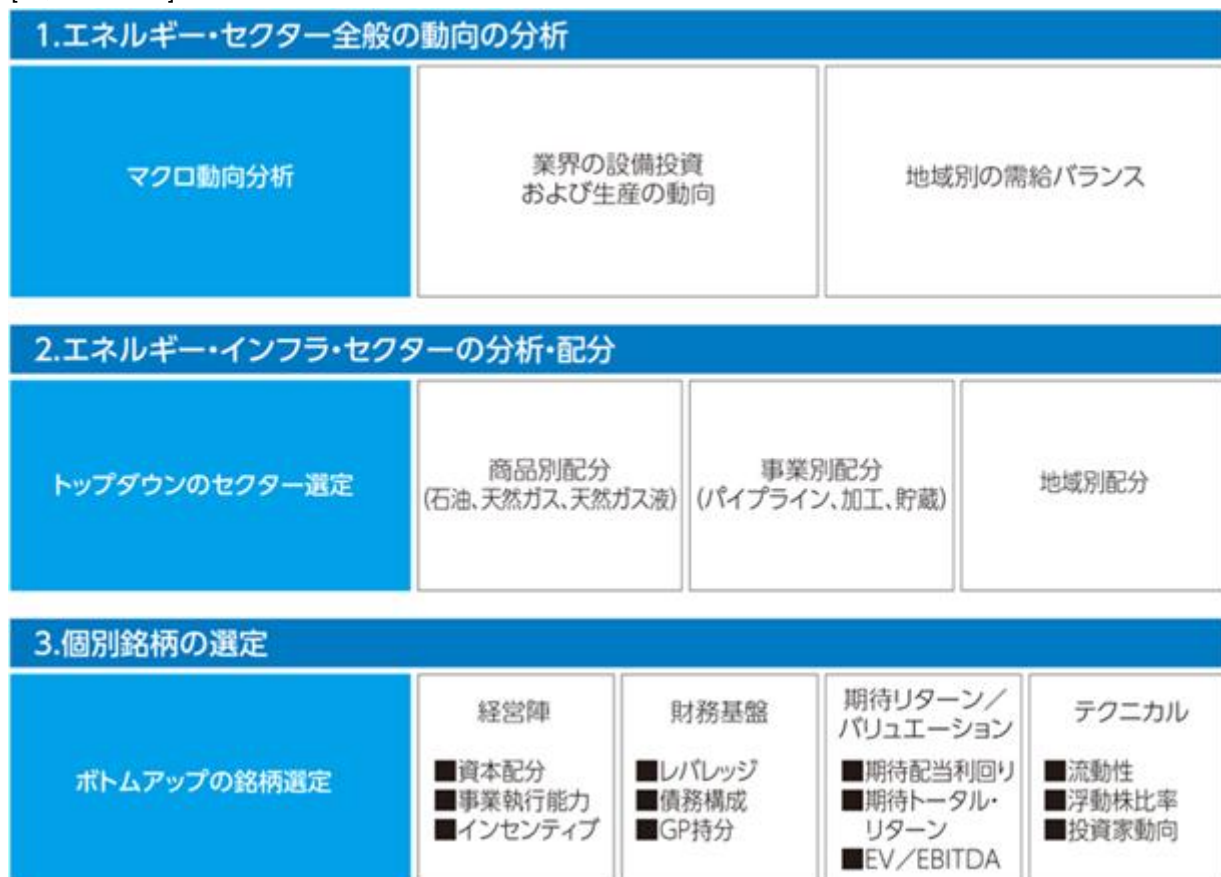 1.エネルギー・セクター全般の動向の分析
マクロ動向分析
業界の設備投資
および生産の動向
地域別の需給バランス
2.エネルギー・インフラ・セクターの分析・配分
トップダウンのセクター選定
商品別配分
(石油、天然ガス、天然ガス液)
事業別配分
(パイプライン、加工、貯蔵)
地域別配分
3.個別銘柄の選定
ボトムアップの銘柄選定
経営陣
■資本配分
■事業執行能力
■インセンティブ
財務基盤
■レバレッジ
■債務構成
■GP持分
期待リターン／
バリュエーション
■期待配当利回り
■期待トータル・
リターン
■EV／EBITDA
テクニカル
■流動性
■浮動株比率
■投資家動向